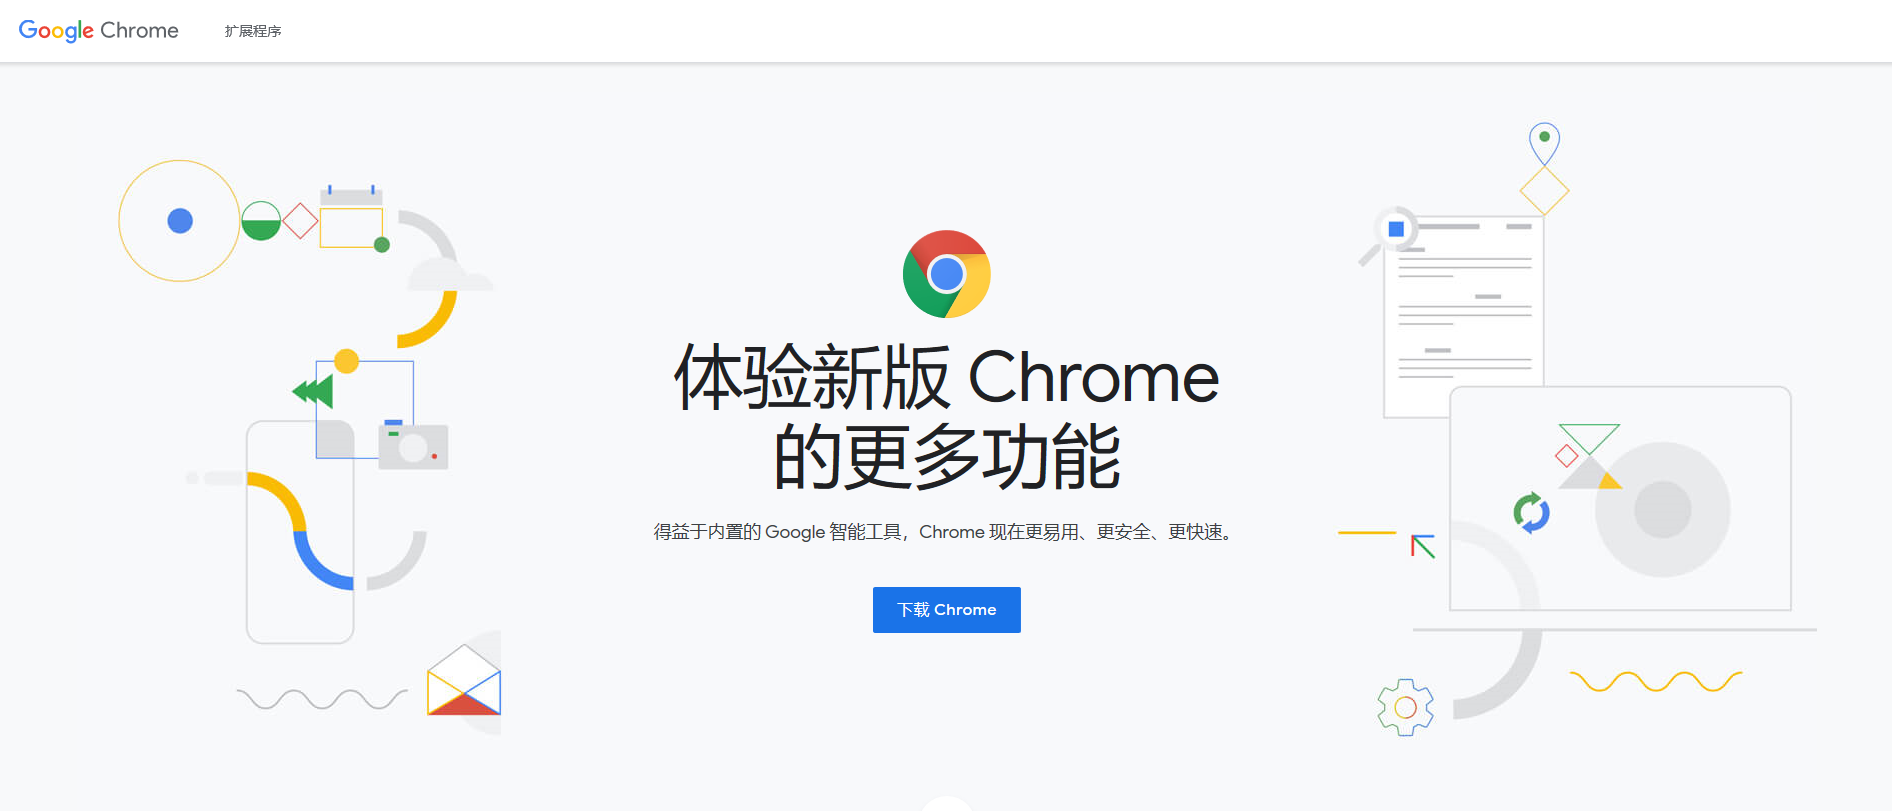 Google Chrome 扩展程序
体验新版 Chrome
的更多功能
得益于内置的 Google 智能工具，Chrome 现在更易用、更安全、更快速。
下载 Chrome